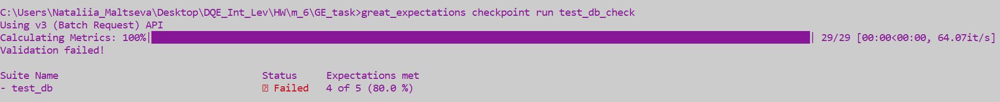 C:\Users\Nataliia_Maltseva\Desktop\DQE_Int_Lev\HW\m_6\GE_task>great_expectations checkpoint run test_db_check
Using v3 (Batch Request) API
Calculating Metrics: 100%|██████████| 29/29 [00:00<00:00, 64.07it/s]
Validation failed!
Suite Name Status Expectations met
- test_db Failed 4 of 5 (80.0 %)